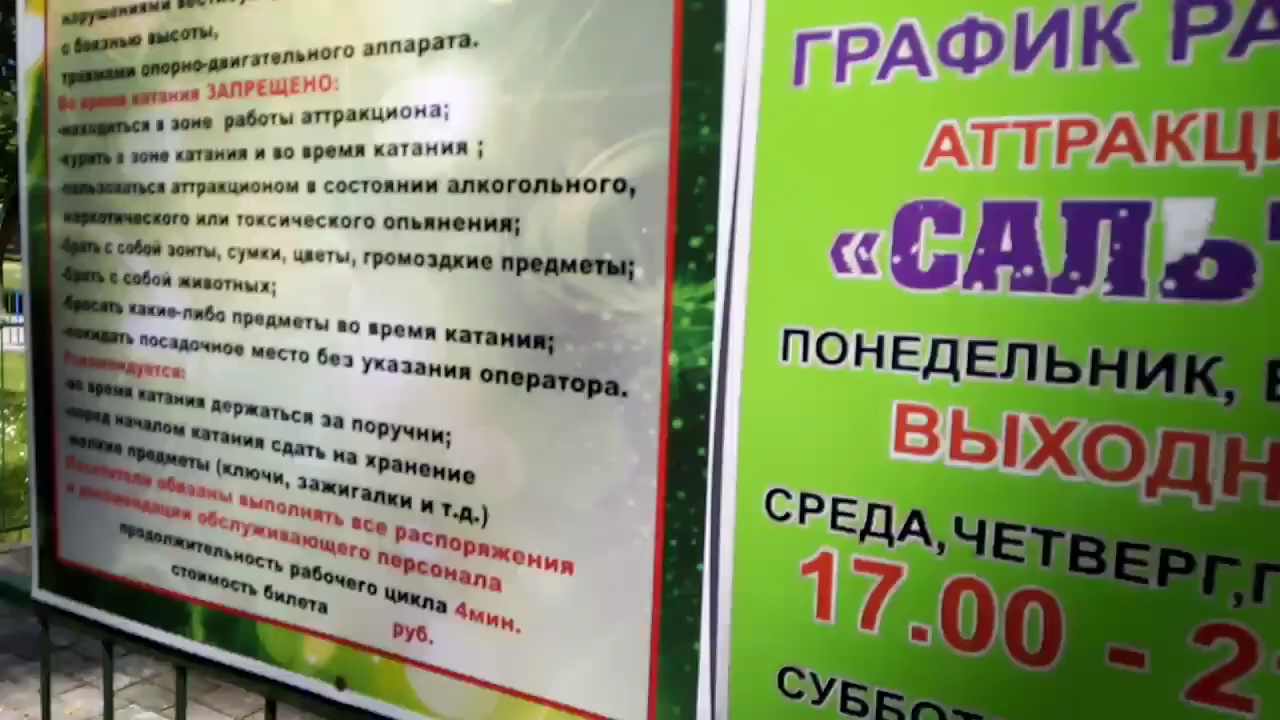 нарушениями
с боязнью высоты,
травмами опорно-двигательного аппарата.
Во время катания ЗАПРЕЩЕНО:
-находиться в зоне работы аттракциона;
-курить в зоне катания и во время катания ;
-пользоваться аттракционом в состоянии алкогольного,
наркотического или токсического опьянения;
-брать с собой зонты, сумки, цветы, громоздкие предметы;
-брать с собой животных;
-бросать какие-либо предметы во время катания;
-покидать посадочное место без указания оператора.
Рекомендуется:
-во время катания держаться за поручни;
-перед началом катания сдать на хранение
мелкие предметы (ключи, зажигалки и т.д.)
Посетители обязаны выполнять все распоряжения
и рекомендации обслуживающего персонала
продолжительность рабочего цикла 4мин.
стоимость билета
руб.
ГРАФИК РА
АТТРАКЦИ
«САЛЬ
ПОНЕДЕЛЬНИК, В
ВЫХОДН
СРЕДА,ЧЕТВЕРГ,П
17.00 - 2
СУББОТ